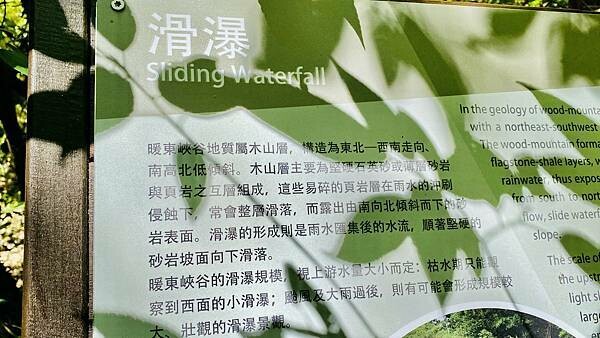 滑瀑
Sliding Waterfall
暖東峽谷地質屬木山層，構造為東北—西南走向、
南高北低傾斜。木山層主要為堅硬石英砂或薄層砂岩
與頁岩之互層組成，這些易碎的頁岩層在雨水的沖刷
侵蝕下，常會整層滑落，而露出由南向北傾斜而下的砂
岩表面。滑瀑的形成則是雨水匯集後的水流，順著堅硬的
砂岩坡面向下滑落。
暖東峽谷的滑瀑規模，視上游水量大小而定：枯水期只能觀
察到西面的小滑瀑；颱風及大雨過後，則有可能會形成規模較
大、壯觀的滑瀑景觀。
In the geology of wood-mounta
with a northeast-southwest
The wood-mountain form
flagstone-shale layers, w
rainwater, thus expos
from south to nort
flow, slide waterf
slope.
The scale of
the upstr
light sl
large